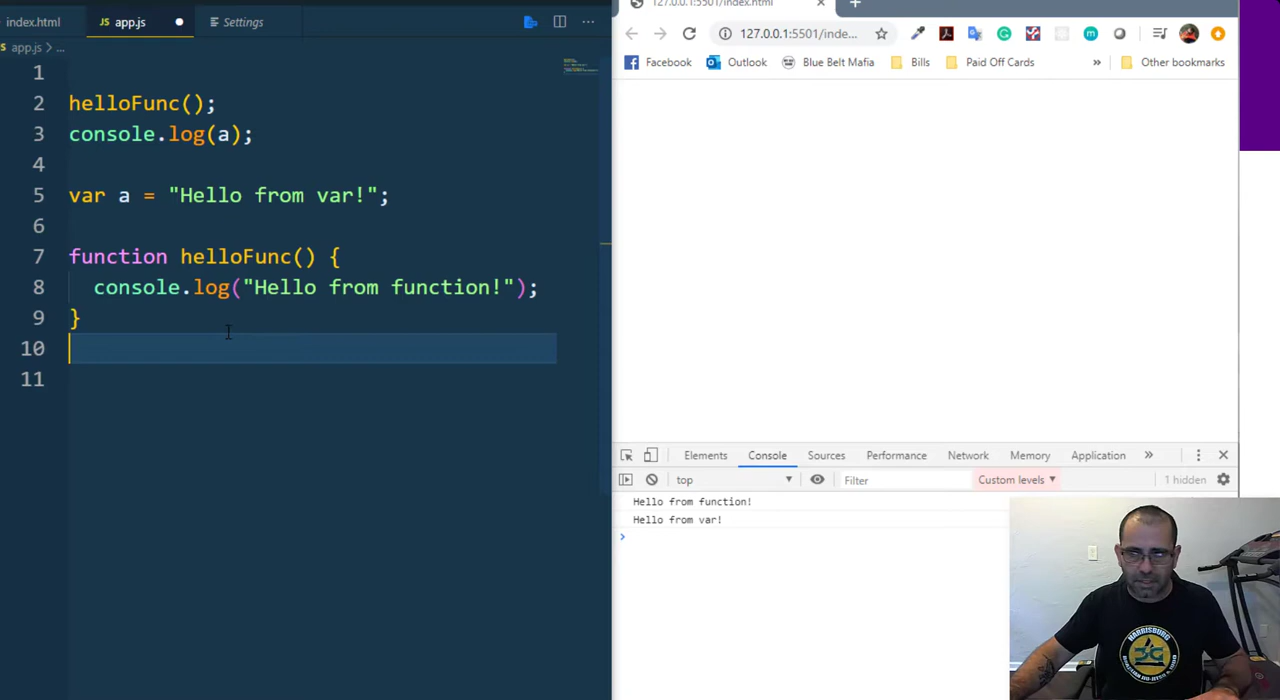 index.html
JS app.js
Settings
127.0.0.1:5501/index.html
JS app.js > ...
127.0.0.1:5501/inde...
Facebook
Outlook
Blue Belt Mafia
Bills
Paid Off Cards
»
Other bookmarks
1
2 helloFunc();
3 console.log(a);
4
5 var a = "Hello from var!";
6
7 function helloFunc() {
8 console.log("Hello from function!");
9 }
10
11
Elements
Console
Sources
Performance
Network
Memory
Application
»
top
Filter
Custom levels
1 hidden
Hello from function!
Hello from var!
>
HARRISBURG